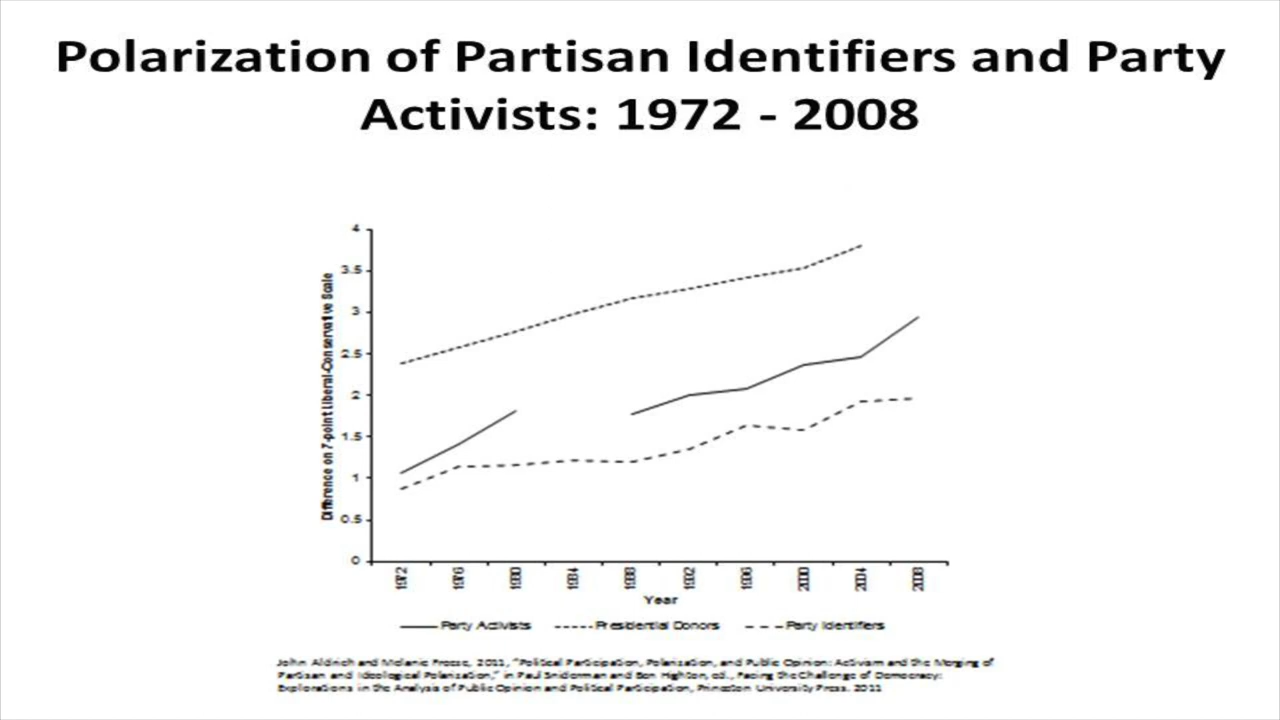 Polarization of Partisan Identifiers and Party
Activists: 1972 - 2008
4
3.5
3
2.5
2
1.5
1
0.5
0
Difference on 7-point Liberal-Conservative Scale
1972
1976
1980
1984
1988
1992
1996
2000
2004
2008
Year
Party Activists
Presidential Donors
Party Identifiers
John Aldrich and Melanie Freeze, 2011, "Political Participation, Polarization, and Public Opinion: Activism and the Merging of
Partisan and Ideological Polarization," in Paul Sniderman and Ben Highton, ed., Facing the Challenge of Democracy:
Explorations in the Analysis of Public Opinion and Political Participation, Princeton University Press. 2011